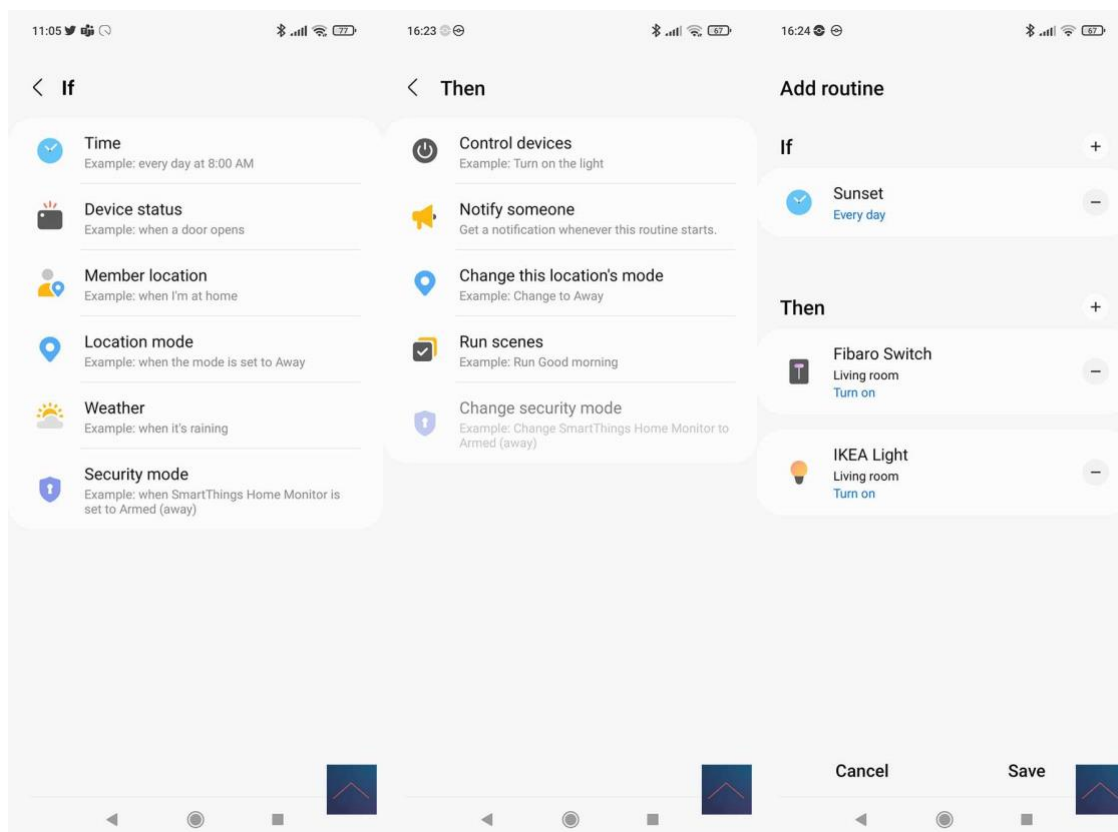 11:05
77
If
Time
Example: every day at 8:00 AM
Device status
Example: when a door opens
Member location
Example: when I'm at home
Location mode
Example: when the mode is set to Away
Weather
Example: when it's raining
Security mode
Example: when SmartThings Home Monitor is
set to Armed (away)
16:23
67
Then
Control devices
Example: Turn on the light
Notify someone
Get a notification whenever this routine starts.
Change this location's mode
Example: Change to Away
Run scenes
Example: Run Good morning
Change security mode
Example: Change SmartThings Home Monitor to
Armed (away)
16:24
67
Add routine
If
+
Sunset
Every day
−
Then
+
Fibaro Switch
Living room
Turn on
−
IKEA Light
Living room
Turn on
−
Cancel
Save